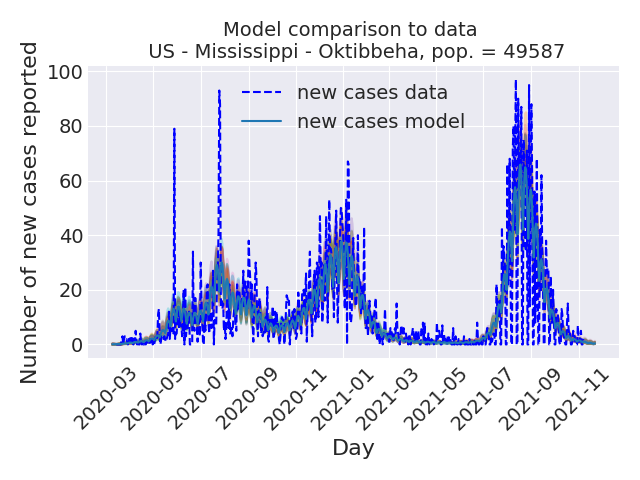 Model comparison to data
US - Mississippi - Oktibbeha, pop. = 49587
Number of new cases reported
100
80
60
40
20
0
new cases data
new cases model
2020-03
2020-05
2020-07
2020-09
2020-11
2021-01
2021-03
2021-05
2021-07
2021-09
2021-11
Day